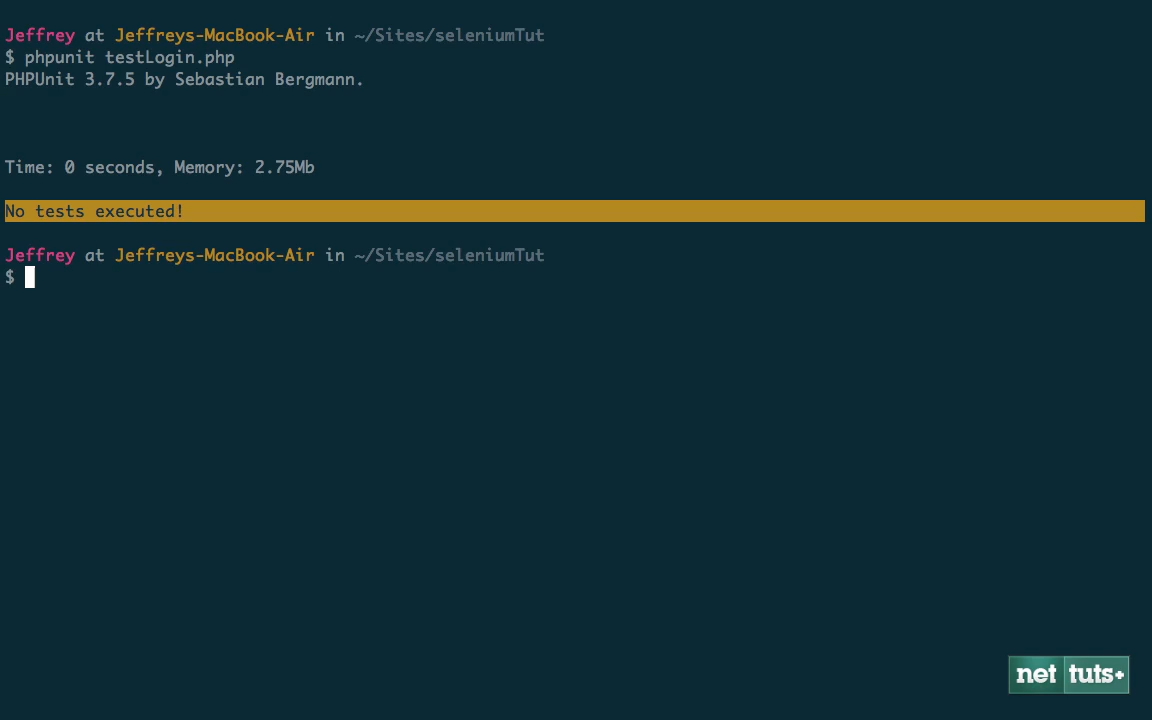 Jeffrey at Jeffreys-MacBook-Air in ~/Sites/seleniumTut
$ phpunit testLogin.php
PHPUnit 3.7.5 by Sebastian Bergmann.
Time: 0 seconds, Memory: 2.75Mb
No tests executed!
Jeffrey at Jeffreys-MacBook-Air in ~/Sites/seleniumTut
$
net tuts+